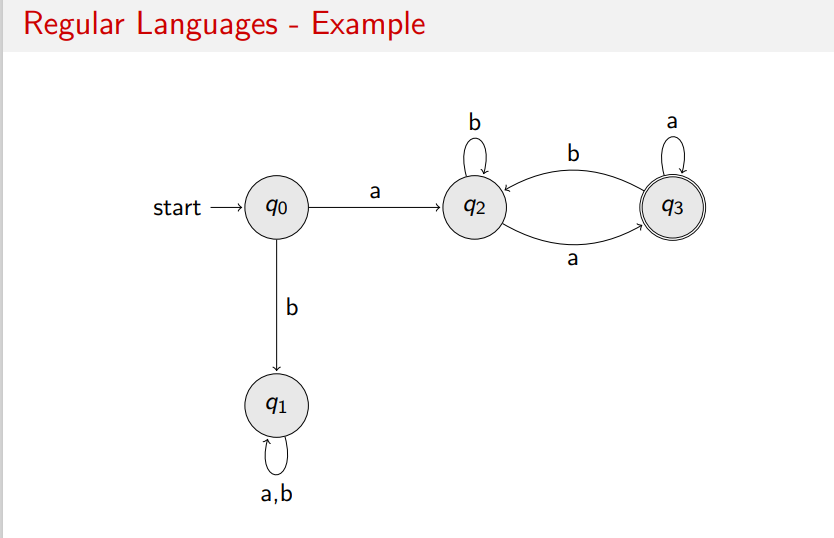 Regular Languages - Example
b
a
b
start
q0
a
q2
q3
a
b
q1
a,b